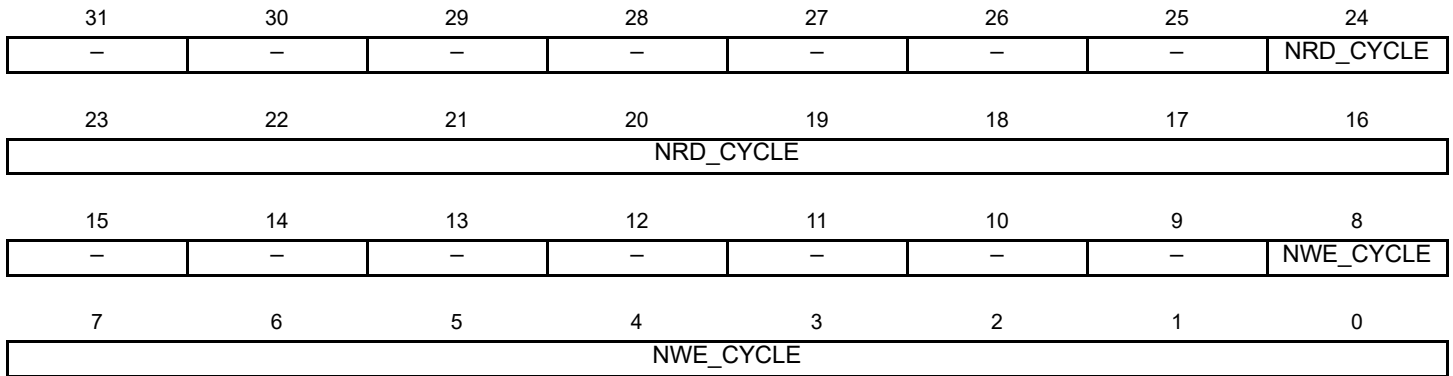 31 30 29 28 27 26 25 24
– – – – – – – NRD_CYCLE
23 22 21 20 19 18 17 16
NRD_CYCLE
15 14 13 12 11 10 9 8
– – – – – – – NWE_CYCLE
7 6 5 4 3 2 1 0
NWE_CYCLE